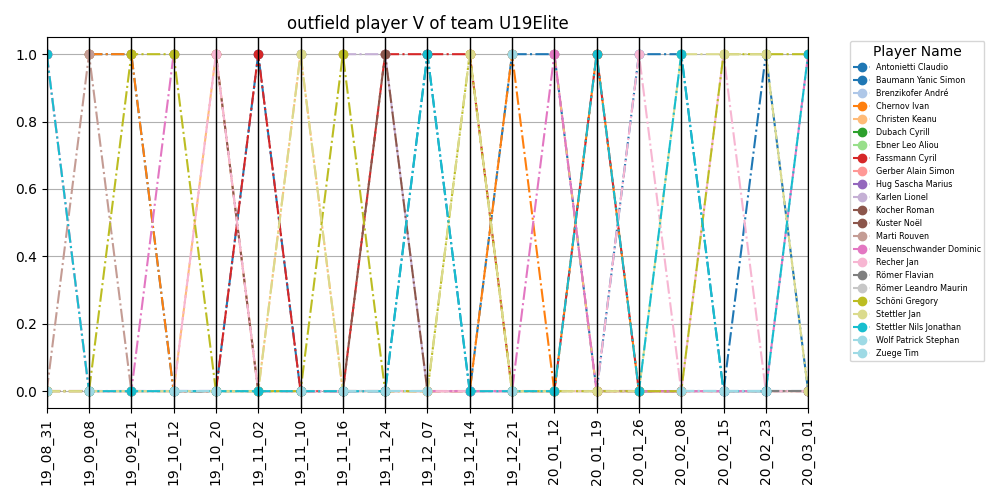 outfield player V of team U19Elite
1.0
0.8
0.6
0.4
0.2
0.0
19_08_31
19_09_08
19_09_21
19_10_12
19_10_20
19_11_02
19_11_10
19_11_16
19_11_24
19_12_07
19_12_14
19_12_21
20_01_12
20_01_19
20_01_26
20_02_08
20_02_15
20_02_23
20_03_01
Player Name
Antonietti Claudio
Baumann Yanic Simon
Brenzikofer André
Chernov Ivan
Christen Keanu
Dubach Cyrill
Ebner Leo Aliou
Fassmann Cyril
Gerber Alain Simon
Hug Sascha Marius
Karlen Lionel
Kocher Roman
Kuster Noël
Marti Rouven
Neuenschwander Dominic
Recher Jan
Römer Flavian
Römer Leandro Maurin
Schöni Gregory
Stettler Jan
Stettler Nils Jonathan
Wolf Patrick Stephan
Zuege Tim